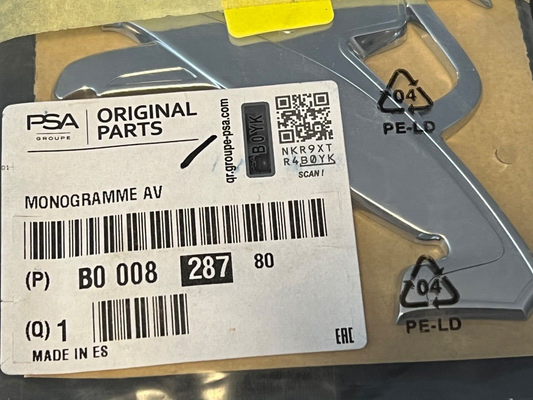 PSA
GROUPE
ORIGINAL
PARTS
qr.groupe-psa.com
B0YK
NKR9XT
R4B0YK
SCAN!
MONOGRAMME AV
(P) B0 008 287 80
(Q) 1
MADE IN ES
EAC
04
PE-LD
04
PE-LD